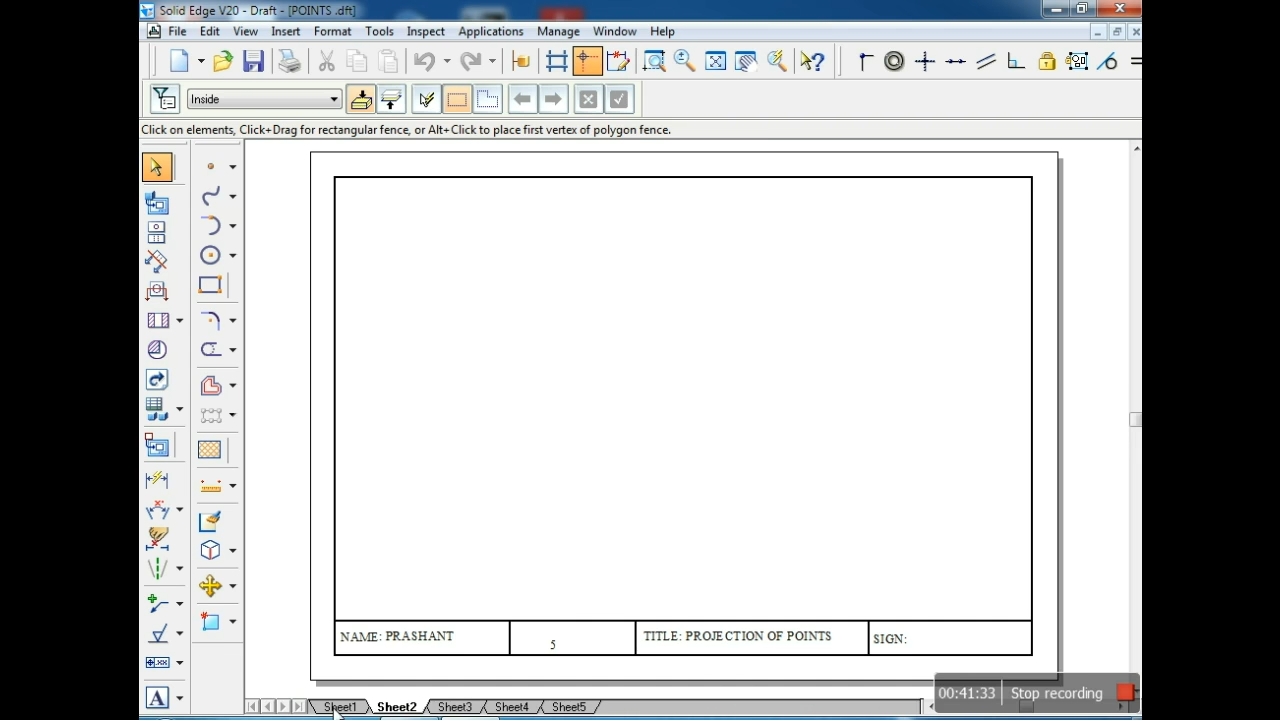 Solid Edge V20 - Draft - [POINTS .dft]
File Edit View Insert Format Tools Inspect Applications Manage Window Help
Inside
Click on elements, Click+Drag for rectangular fence, or Alt+Click to place first vertex of polygon fence.
NAME: PRASHANT
5
TITLE: PROJECTION OF POINTS
SIGN:
A
00:41:33 Stop recording
Sheet1 Sheet2 Sheet3 Sheet4 Sheet5